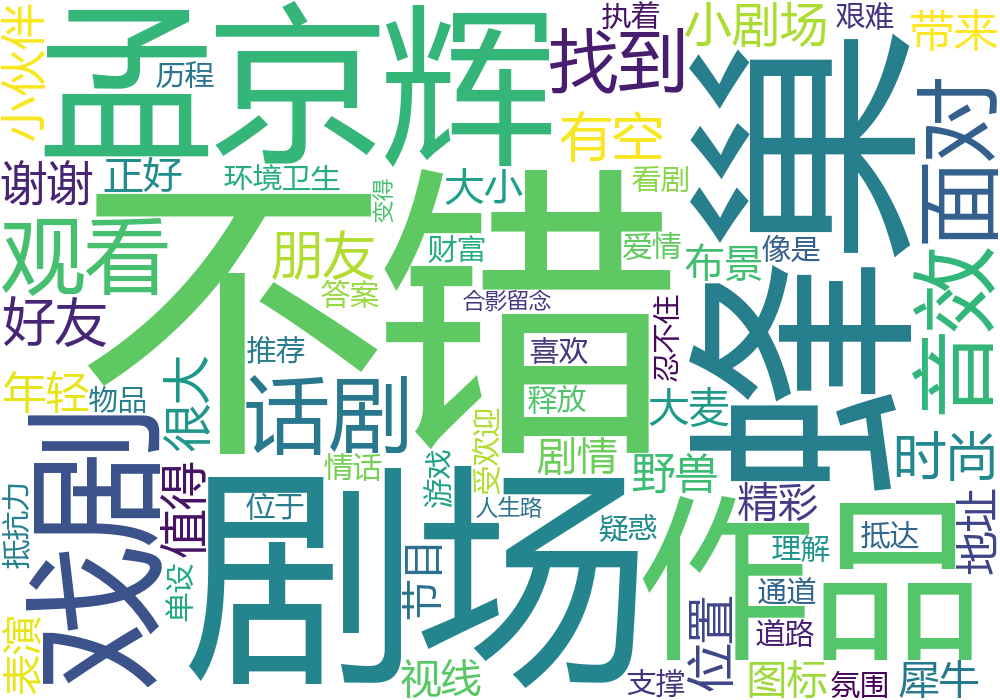 孟京辉
执着
艰难
小剧场
带来
小伙伴
历程
找到
蜂巢
面对
有空
谢谢
正好
环境卫生
变得
大小
看剧
不错
观看
朋友
财富
爱情
布景
像是
音效
答案
合影留念
好友
忍不住
推荐
喜欢
年轻
物品
很大
话剧
释放
大麦
戏剧
受欢迎
剧情
时尚
情话
游戏
野兽
值得
抵抗力
位于
人生路
精彩
地址
剧场
作品
疑惑
抵达
理解
节目
单设
通道
位置
道路
表演
视线
支撑
图标
氛围
犀牛